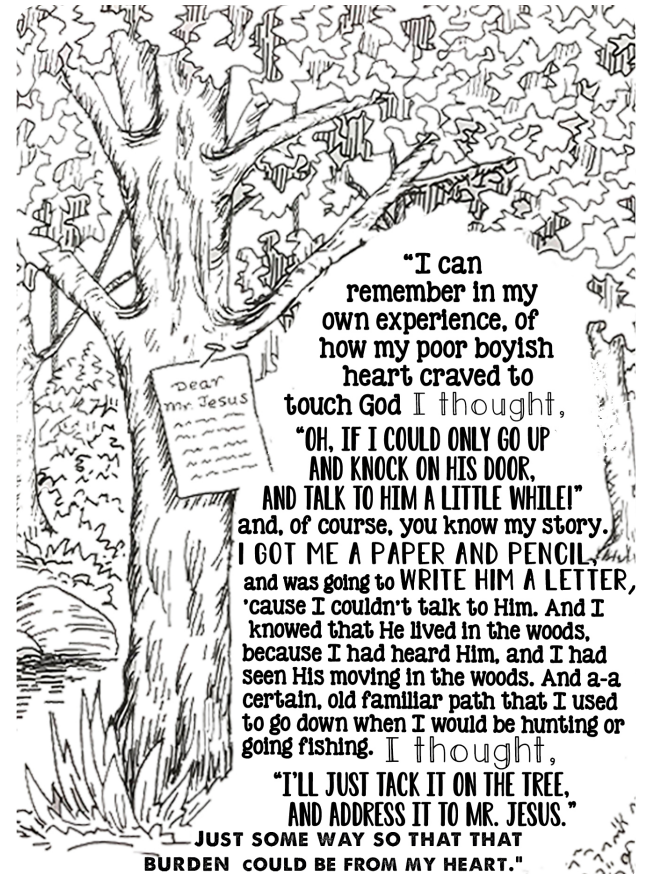 Dear
Mr. Jesus
"I can
remember in my
own experience, of
how my poor boyish
heart craved to
touch God I thought,
"OH, IF I COULD ONLY GO UP
AND KNOCK ON HIS DOOR,
AND TALK TO HIM A LITTLE WHILE!"
and, of course, you know my story.
I GOT ME A PAPER AND PENCIL,
and was going to WRITE HIM A LETTER,
'cause I couldn't talk to Him. And I
knowed that He lived in the woods,
because I had heard Him, and I had
seen His moving in the woods. And a-a
certain, old familiar path that I used
to go down when I would be hunting or
going fishing. I thought,
"I'LL JUST TACK IT ON THE TREE,
AND ADDRESS IT TO MR. JESUS."
JUST SOME WAY SO THAT THAT
BURDEN COULD BE FROM MY HEART."